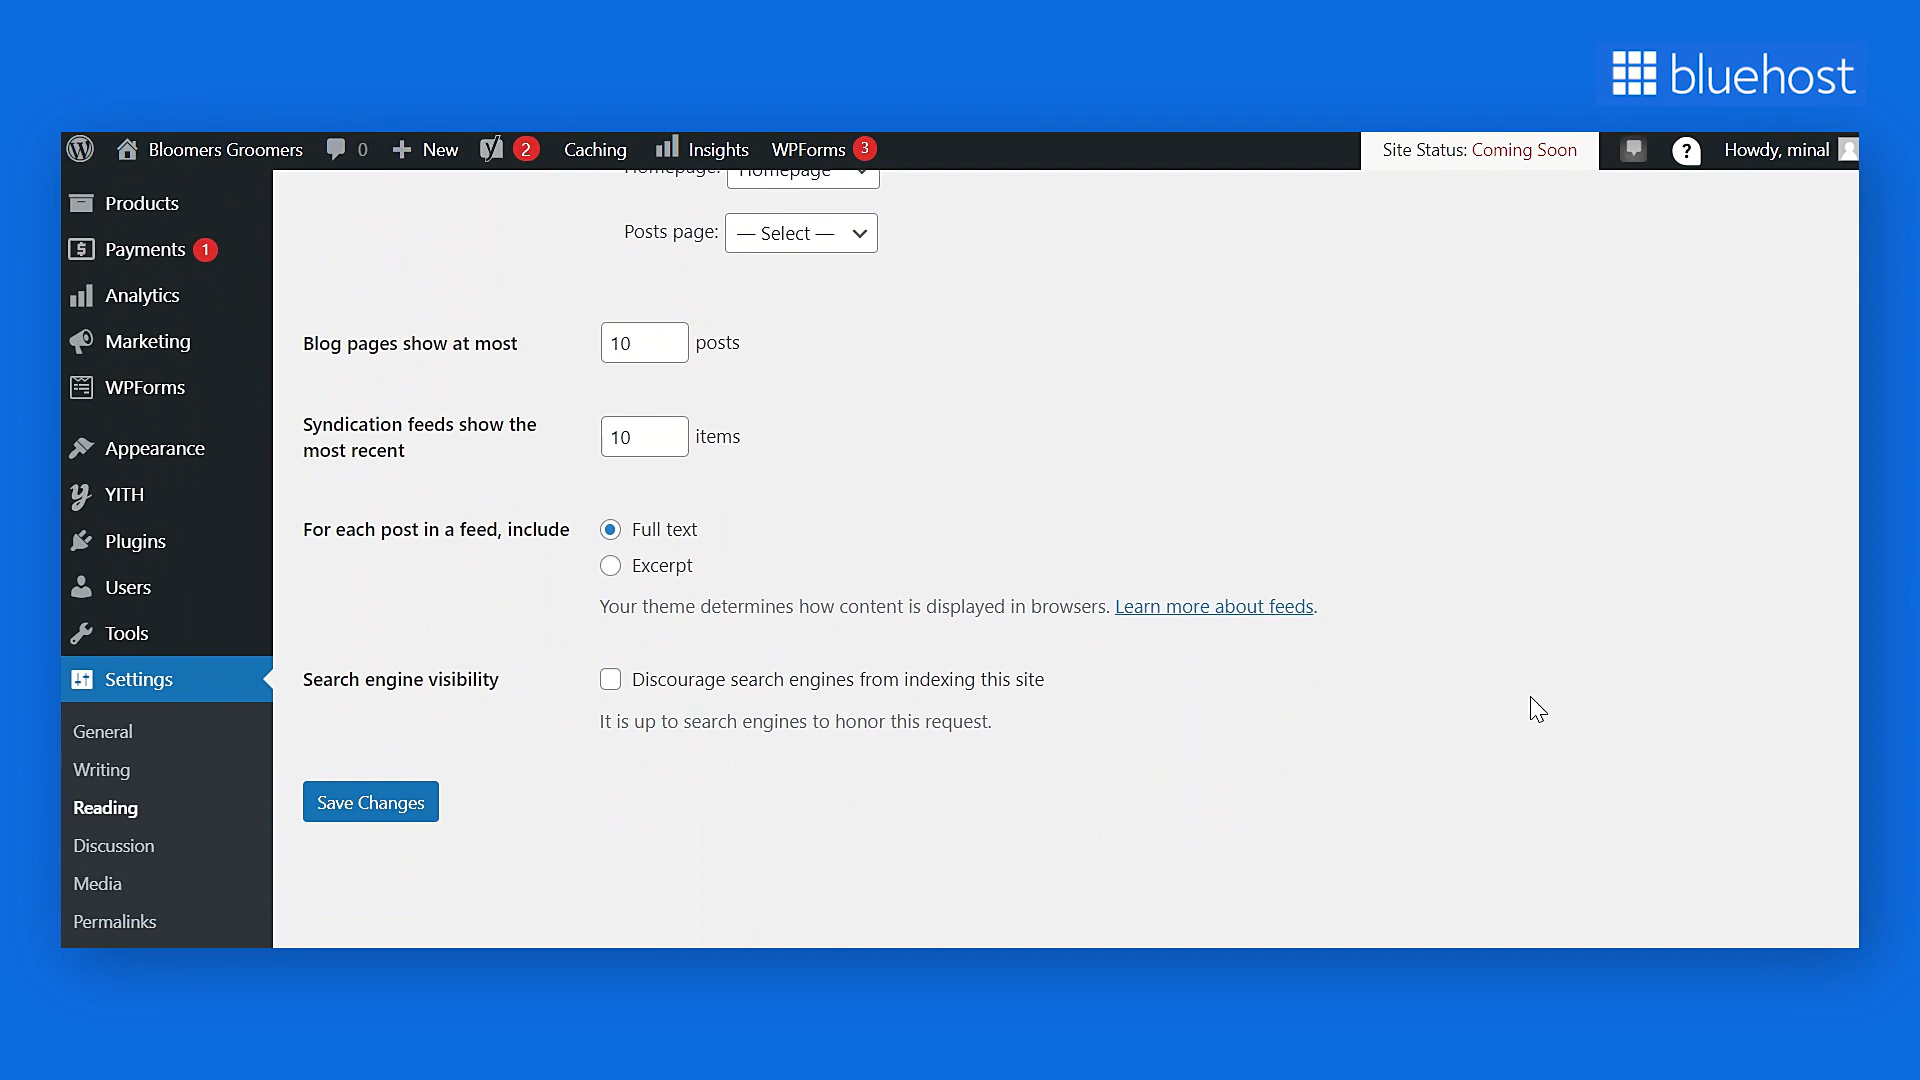 bluehost
Bloomers Groomers 0 New 2 Caching Insights WPForms 3 Site Status: Coming Soon ? Howdy, minal
Products
Payments 1
Analytics
Marketing
WPForms
Appearance
YITH
Plugins
Users
Tools
Settings
General
Writing
Reading
Discussion
Media
Permalinks
Homepage: Homepage
Posts page: — Select —
Blog pages show at most 10 posts
Syndication feeds show the
most recent 10 items
For each post in a feed, include Full text
Excerpt
Your theme determines how content is displayed in browsers. Learn more about feeds.
Search engine visibility Discourage search engines from indexing this site
It is up to search engines to honor this request.
Save Changes